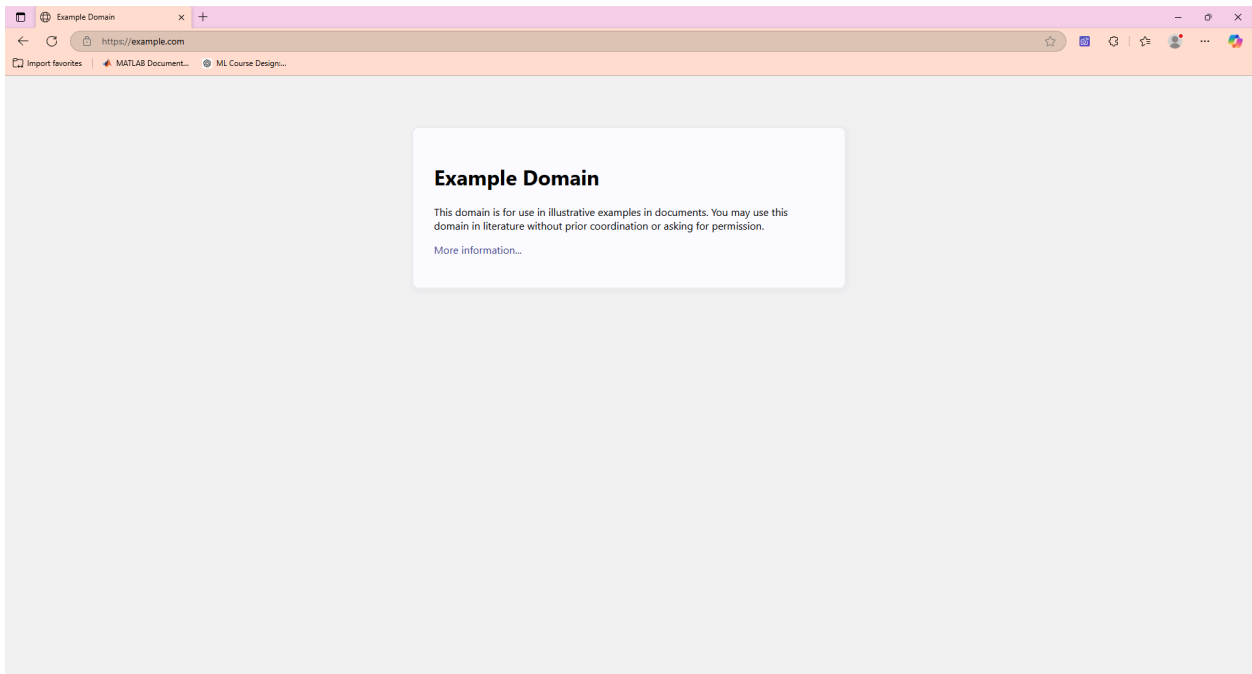 Example Domain
https://example.com
Import favorites
MATLAB Document...
ML Course Design:...
Example Domain
This domain is for use in illustrative examples in documents. You may use this
domain in literature without prior coordination or asking for permission.
More information...